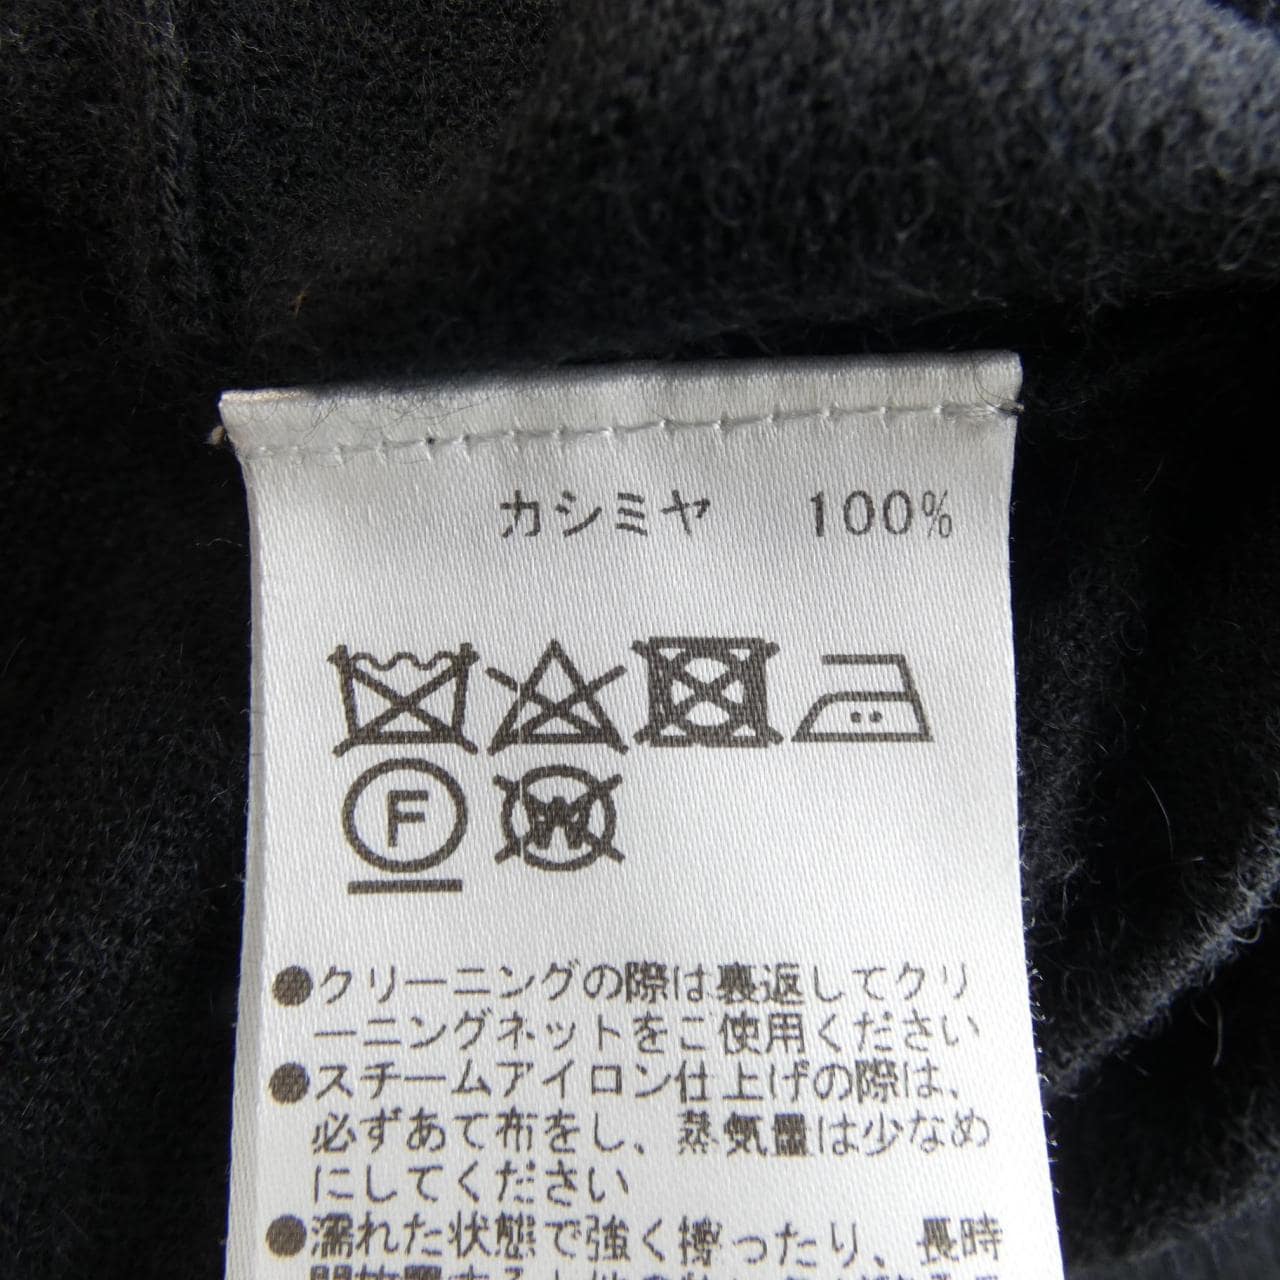 カシミヤ 100%
F
W
●クリーニングの際は裏返してクリ
ーニングネットをご使用ください
●スチームアイロン仕上げの際は、
必ずあて布をし、蒸気量は少なめ
にしてください
●濡れた状態で強く擦ったり、長時